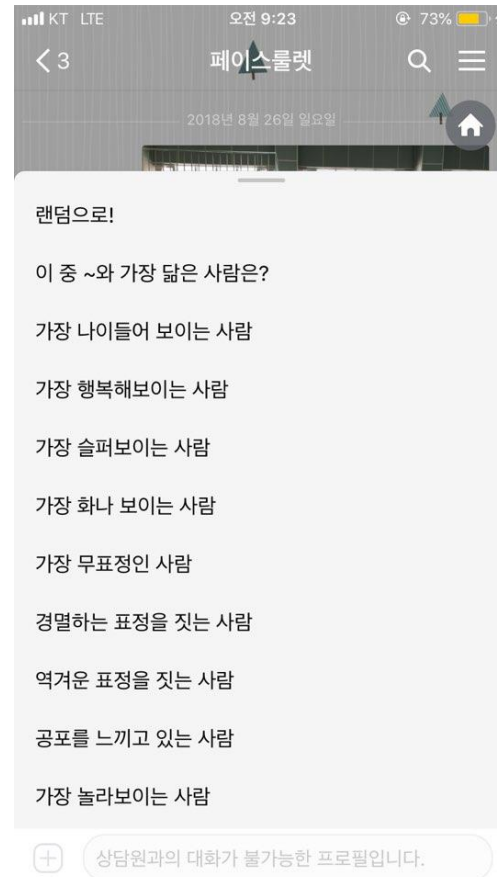 KT LTE 오전 9:23 73%
3 페이스룰렛
2018년 8월 26일 일요일
랜덤으로!
이 중 ~와 가장 닮은 사람은?
가장 나이들어 보이는 사람
가장 행복해보이는 사람
가장 슬퍼보이는 사람
가장 화나 보이는 사람
가장 무표정인 사람
경멸하는 표정을 짓는 사람
역겨운 표정을 짓는 사람
공포를 느끼고 있는 사람
가장 놀라보이는 사람
상담원과의 대화가 불가능한 프로필입니다.